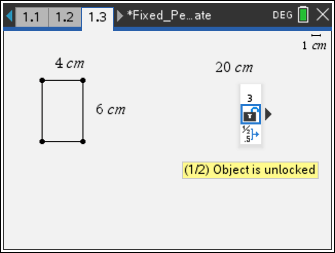 1.1 1.2 1.3 *Fixed_Pe...ate DEG
1 cm
4 cm 20 cm
6 cm
3
½
.5
(1/2) Object is unlocked